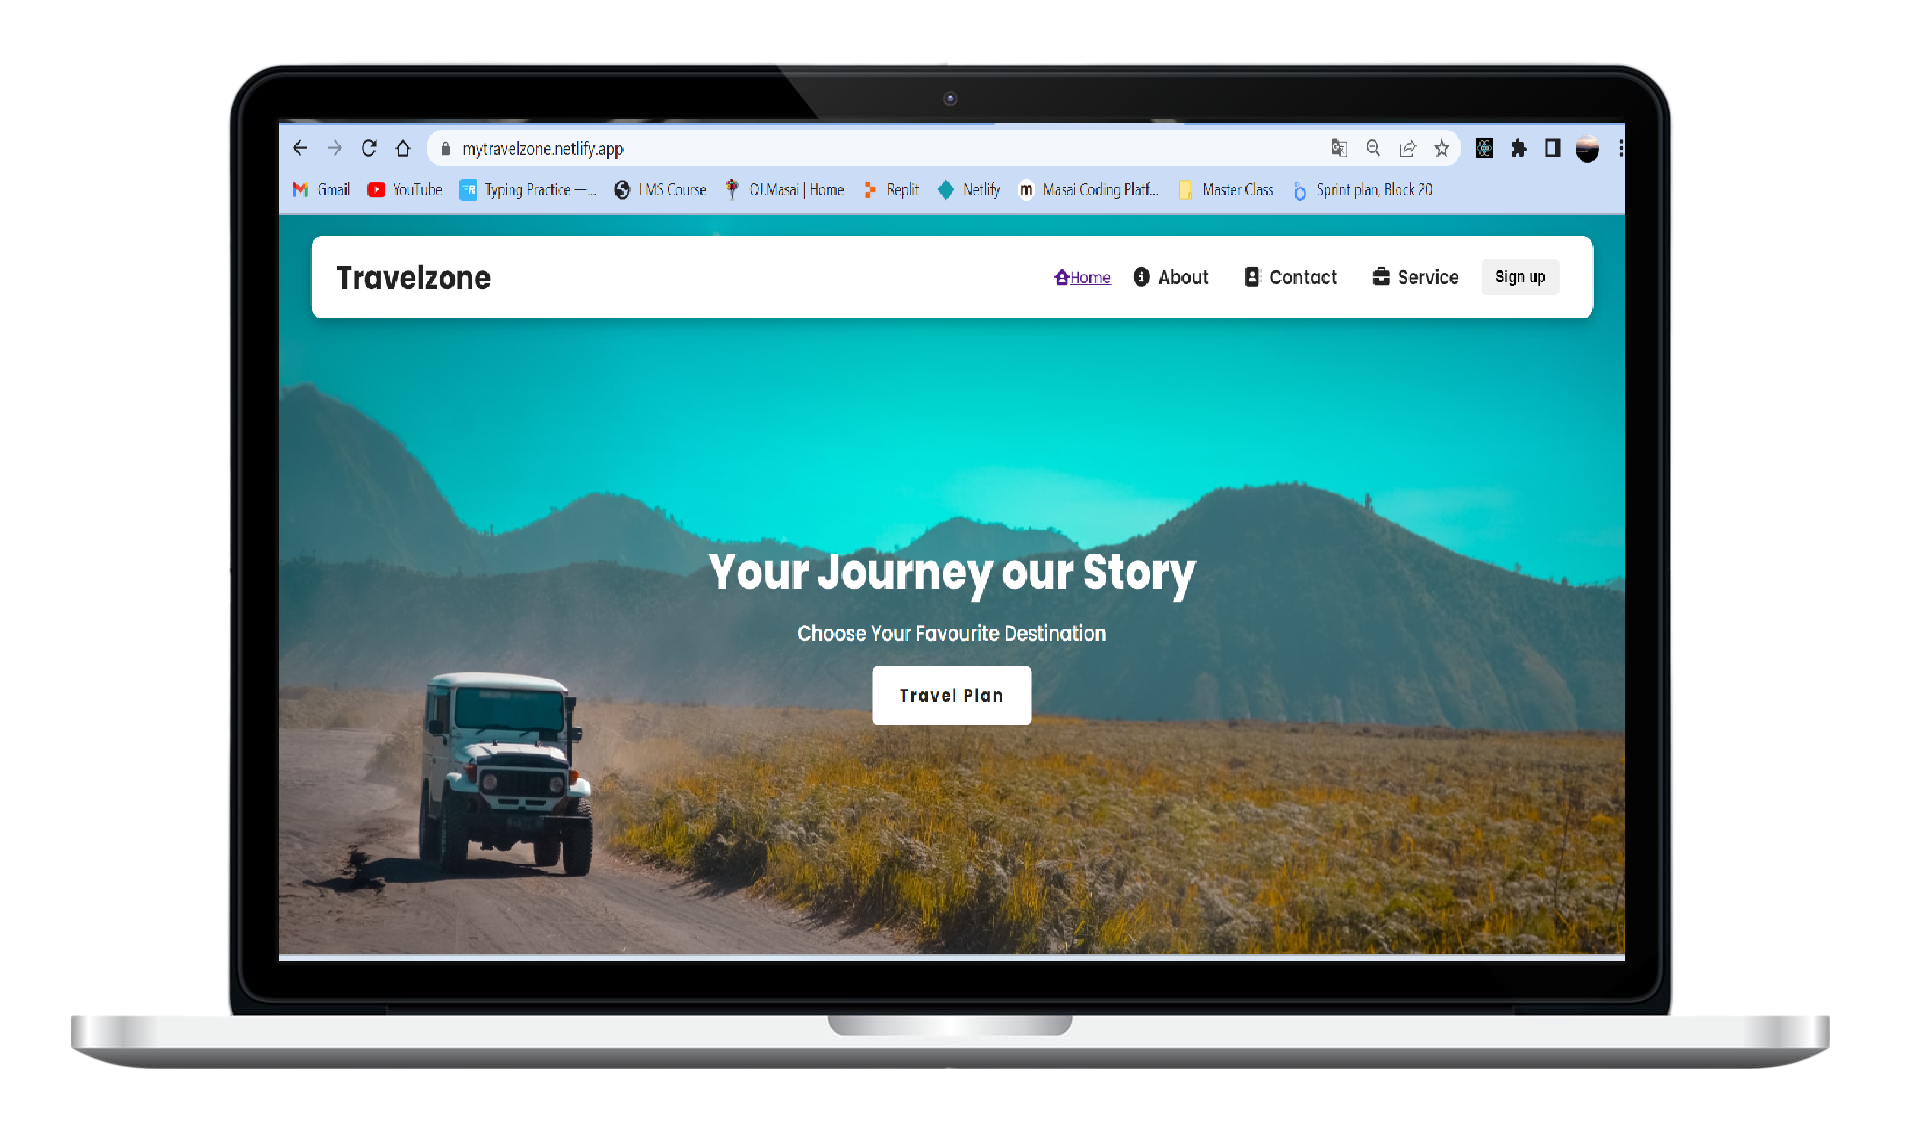 mytravelzone.netlify.app
Gmail YouTube Typing Practice —... LMS Course OJ.Masai | Home Replit Netlify m Masai Coding Platf... Master Class Sprint plan, Block 20
Travelzone Home About Contact Service Sign up
Your Journey our Story
Choose Your Favourite Destination
Travel Plan